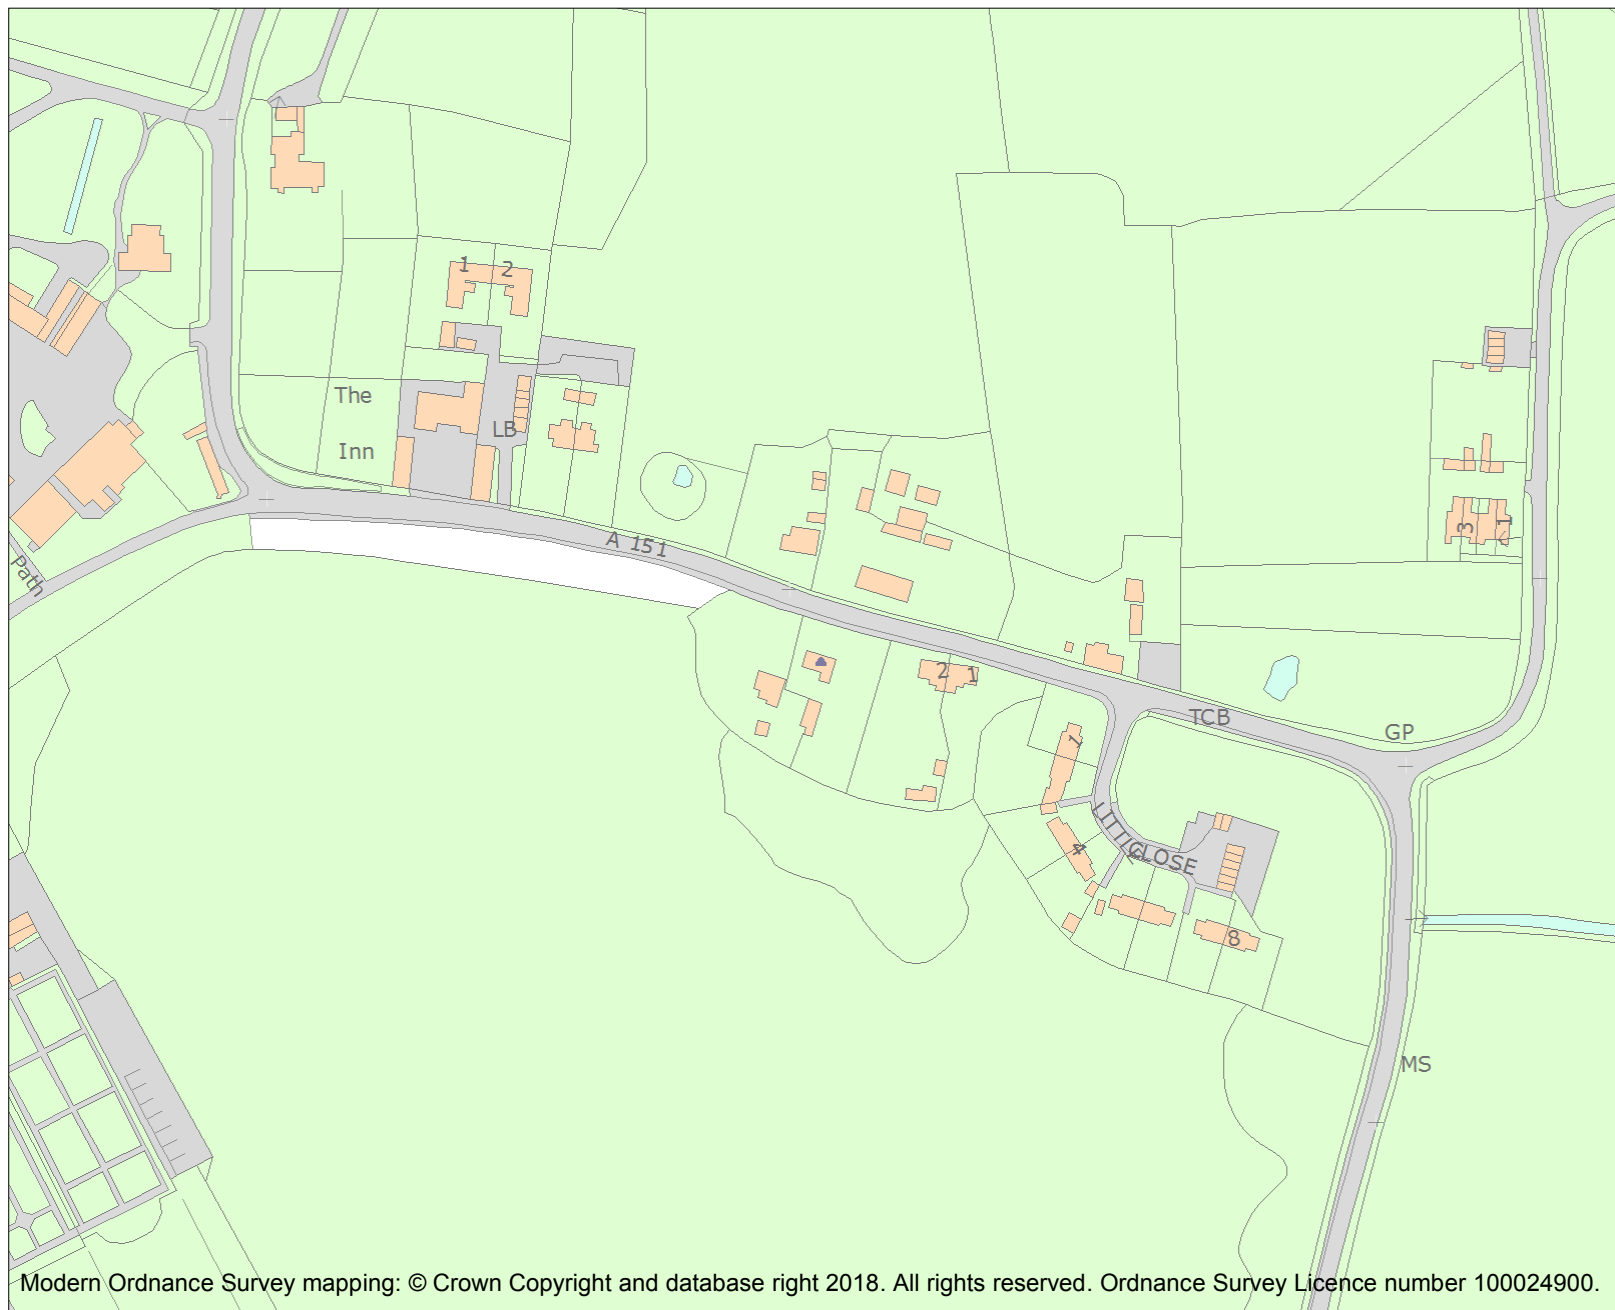 1
2
The
Inn
LB
A 151
Path
3
1
2
1
TCB
GP
1
4
CLOSE
8
MS
Modern Ordnance Survey mapping: © Crown Copyright and database right 2018. All rights reserved. Ordnance Survey Licence number 100024900.